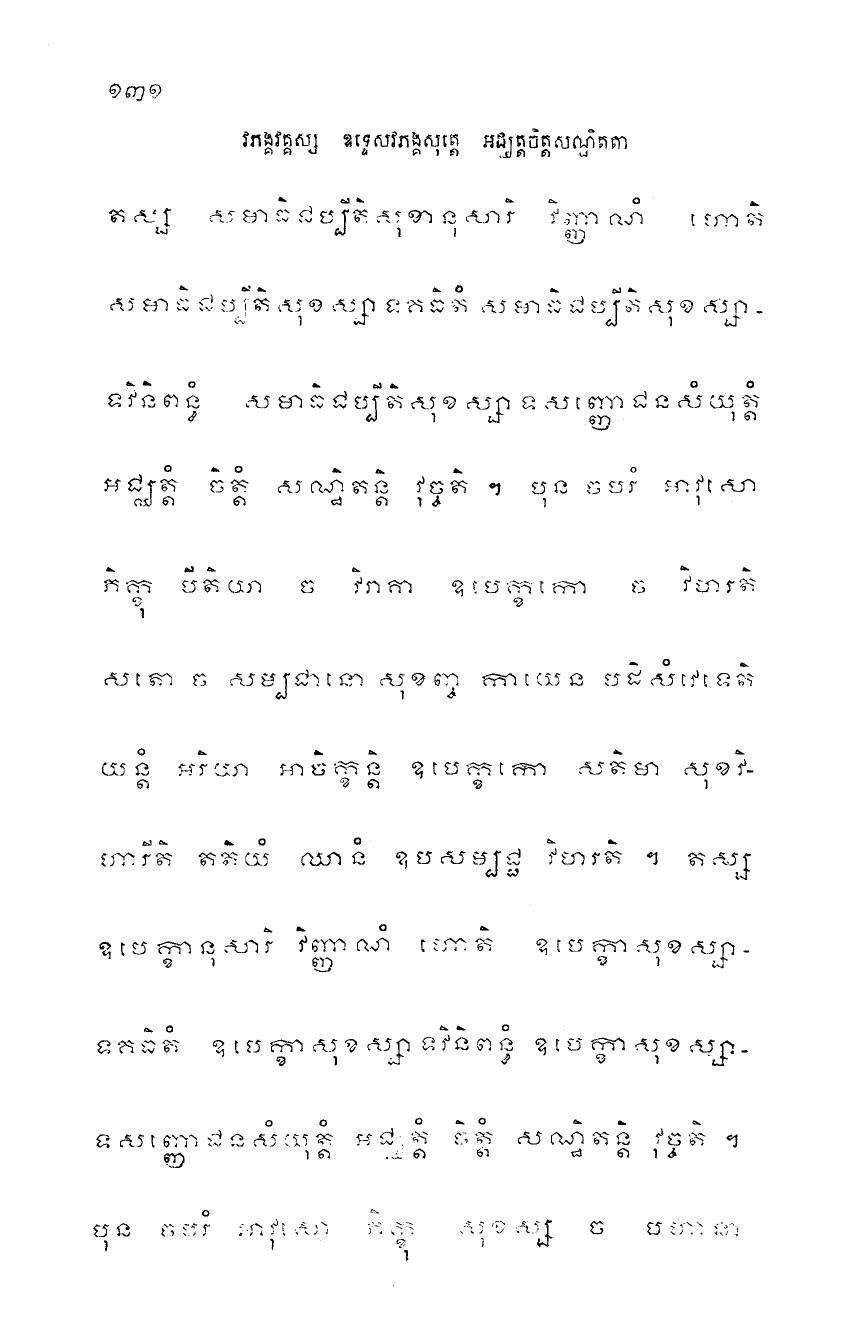 ១៣១
វភង្គវគ្គស្ស ឧទ្ទេសវភង្គសុត្តេ អជ្ឈត្តចិត្តសណ្ឋិតតា
តស្ស សមាធិជប្បីតិសុខានុសារិ វិញ្ញាណំ ហោតិ
សមាធិជប្បីតិសុខស្សាទគធិតំ សមាធិជប្បីតិសុខស្សា-
ទវិនិពន្ធំ សមាធិជប្បីតិសុខស្សាទសញ្ញោជនសំយុត្តំ
អជ្ឈត្តំ ចិត្តំ សណ្ឋិតន្តិ វុច្ចតិ ។ បុន ចបរំ អាវុសោ
ភិក្ខុ បីតិយា ច វិរាគា ឧបេក្ខកោ ច វិហរតិ
សតោ ច សម្បជានោ សុខញ្ច កាយេន បដិសំវេទេតិ
យន្តំ អរិយា អាចិក្ខន្តិ ឧបេក្ខកោ សតិមា សុខវិ-
ហារីតិ តតិយំ ឈានំ ឧបសម្បជ្ជ វិហរតិ ។ តស្ស
ឧបេក្ខានុសារិ វិញ្ញាណំ ហោតិ ឧបេក្ខាសុខស្សា-
ទគធិតំ ឧបេក្ខាសុខស្សាទវិនិពន្ធំ ឧបេក្ខាសុខស្សា-
ទសញ្ញោជនសំយុត្តំ អជ្ឈត្តំ ចិត្តំ សណ្ឋិតន្តិ វុច្ចតិ ។
បុន ចបរំ អាវុសោ ភិក្ខុ សុខស្ស ច បហានា